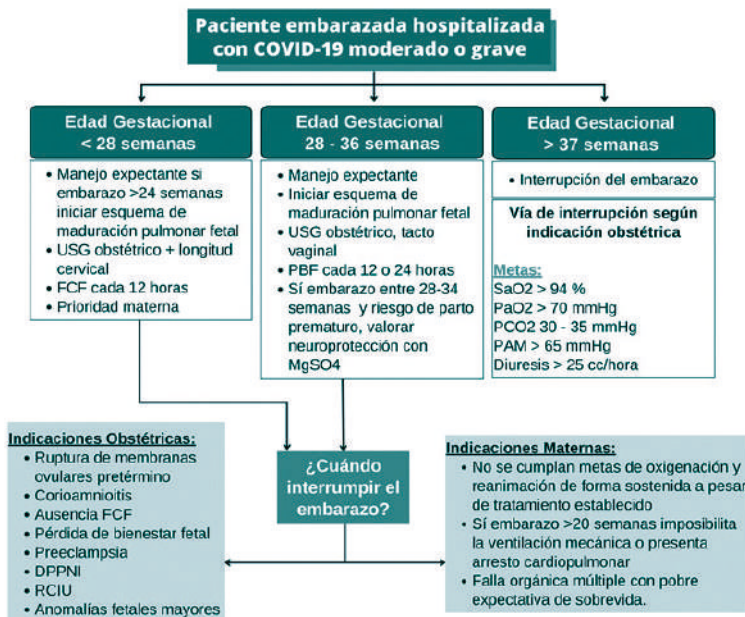 Paciente embarazada hospitalizada
con COVID-19 moderado o grave
Edad Gestacional
< 28 semanas
• Manejo expectante si
embarazo >24 semanas
iniciar esquema de
maduración pulmonar fetal
• USG obstétrico + longitud
cervical
• FCF cada 12 horas
• Prioridad materna
Edad Gestacional
28 - 36 semanas
• Manejo expectante
• Iniciar esquema de
maduración pulmonar fetal
• USG obstétrico, tacto
vaginal
• PBF cada 12 o 24 horas
• Sí embarazo entre 28-34
semanas y riesgo de parto
prematuro, valorar
neuroprotección con
MgSO4
Edad Gestacional
> 37 semanas
• Interrupción del embarazo
Vía de interrupción según
indicación obstétrica
Metas:
SaO2 > 94 %
PaO2 > 70 mmHg
PCO2 30 - 35 mmHg
PAM > 65 mmHg
Diuresis > 25 cc/hora
Indicaciones Obstétricas:
• Ruptura de membranas
ovulares pretérmino
• Corioamnioitis
• Ausencia FCF
• Pérdida de bienestar fetal
• Preeclampsia
• DPPNI
• RCIU
• Anomalías fetales mayores
¿Cuándo
interrumpir el
embarazo?
Indicaciones Maternas:
• No se cumplan metas de oxigenación y
reanimación de forma sostenida a pesar
de tratamiento establecido
• Sí embarazo >20 semanas imposibilita
la ventilación mecánica o presenta
arresto cardiopulmonar
• Falla orgánica múltiple con pobre
expectativa de sobrevida.